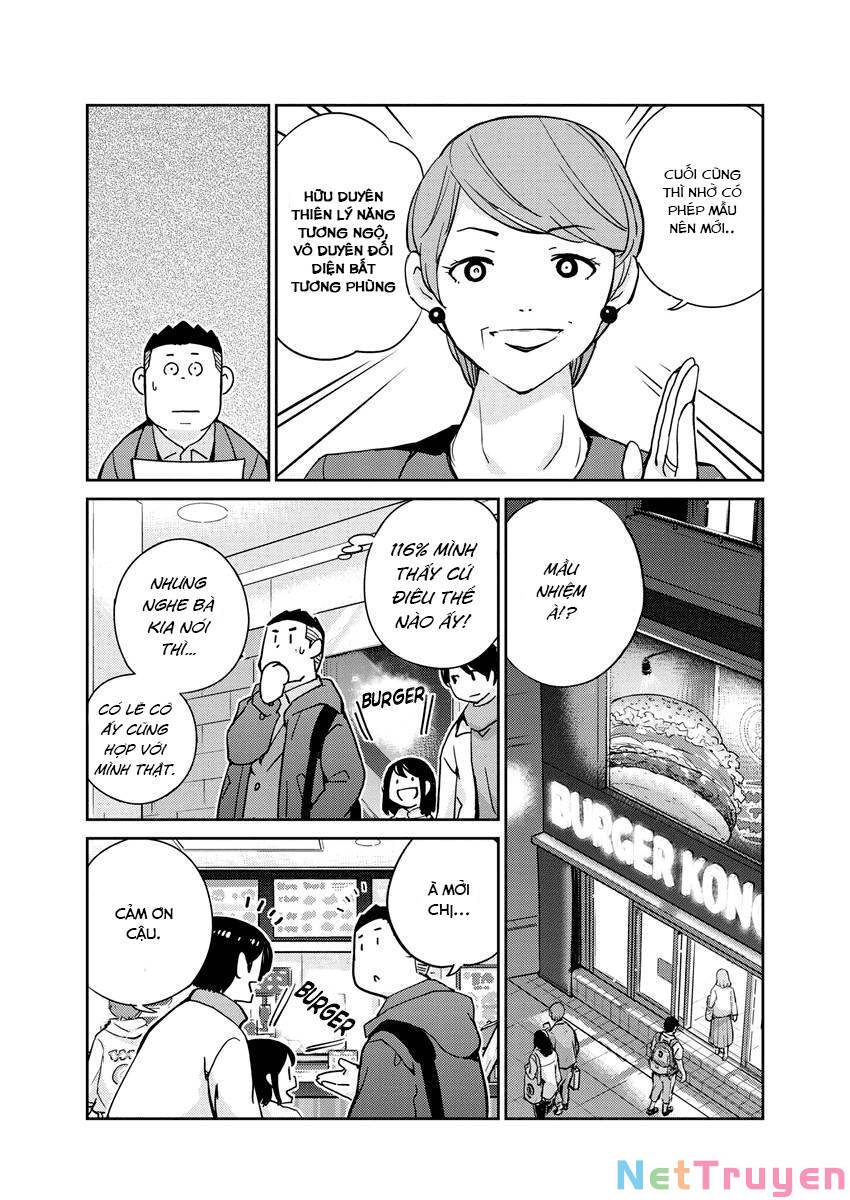 CUỐI CÙNG
THÌ NHỜ CÓ
PHÉP MẦU
NÊN MỚI..
HỮU DUYÊN
THIÊN LÝ NĂNG
TƯƠNG NGỘ,
VÔ DUYÊN ĐỐI
DIỆN BẤT
TƯƠNG PHÙNG
MẦU
NHIỆM
À!?
BURGER KONG
116% MÌNH
THẤY CỨ
ĐIÊU THẾ
NÀO ẤY!
NHƯNG
NGHE BÀ
KIA NÓI
THÌ...
CÓ LẼ CÔ
ẤY CŨNG
HỢP VỚI
MÌNH THẬT.
BURGER
À MỜI
CHỊ...
CẢM ƠN
CẬU.
BURGER
NetTruyen